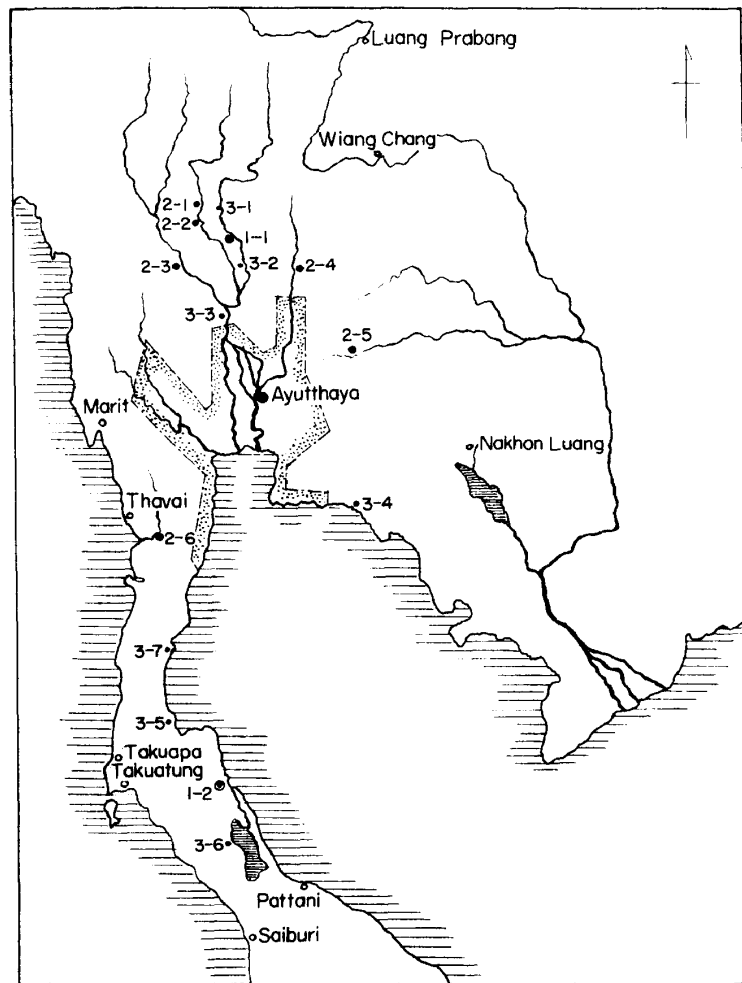 Luang Prabang
Wiang Chang
2-1
3-1
2-2
1-1
2-3
3-2
2-4
3-3
2-5
Ayutthaya
Marit
Nakhon Luang
Thavai
3-4
2-6
3-7
3-5
Takuapa
Takuatung
1-2
3-6
Pattani
Saiburi